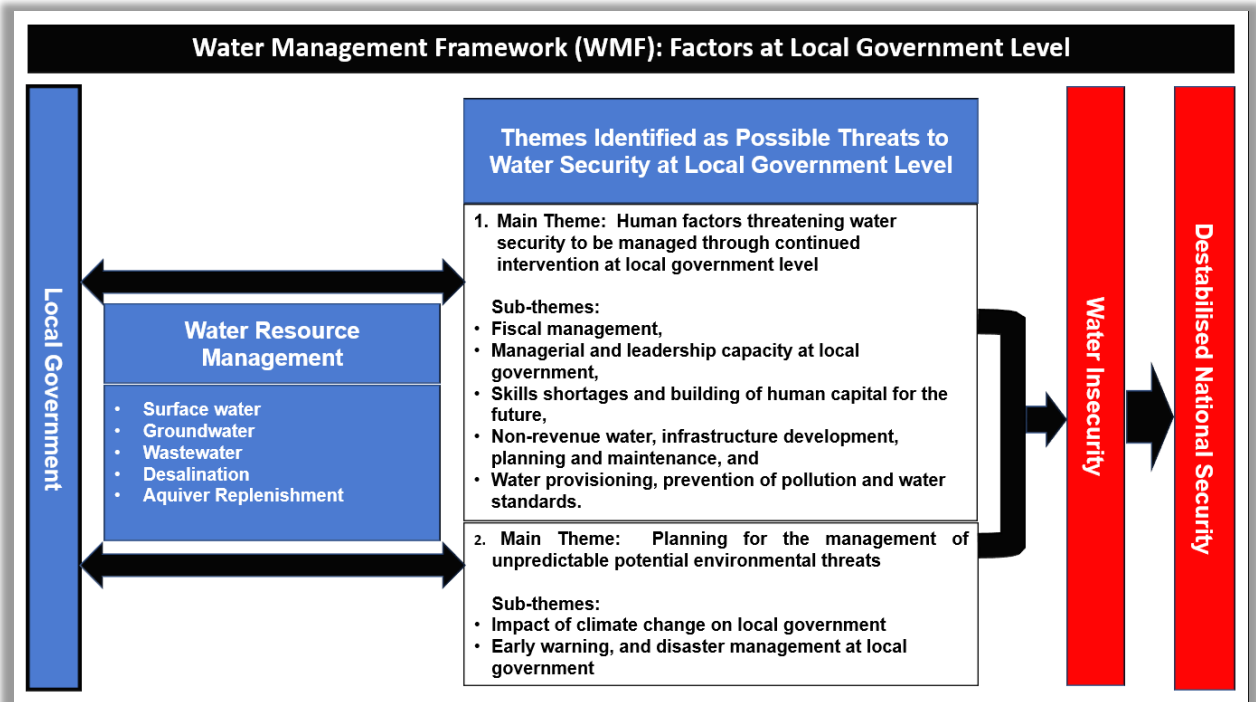 Water Management Framework (WMF): Factors at Local Government Level
Local Government
Water Resource
Management
• Surface water
• Groundwater
• Wastewater
• Desalination
• Aquiver Replenishment
Themes Identified as Possible Threats to
Water Security at Local Government Level
1. Main Theme: Human factors threatening water
security to be managed through continued
intervention at local government level
Sub-themes:
• Fiscal management,
• Managerial and leadership capacity at local
government,
• Skills shortages and building of human capital for the
future,
• Non-revenue water, infrastructure development,
planning and maintenance, and
• Water provisioning, prevention of pollution and water
standards.
2. Main Theme: Planning for the management of
unpredictable potential environmental threats
Sub-themes:
• Impact of climate change on local government
• Early warning, and disaster management at local
government
Water Insecurity
Destabilised National Security